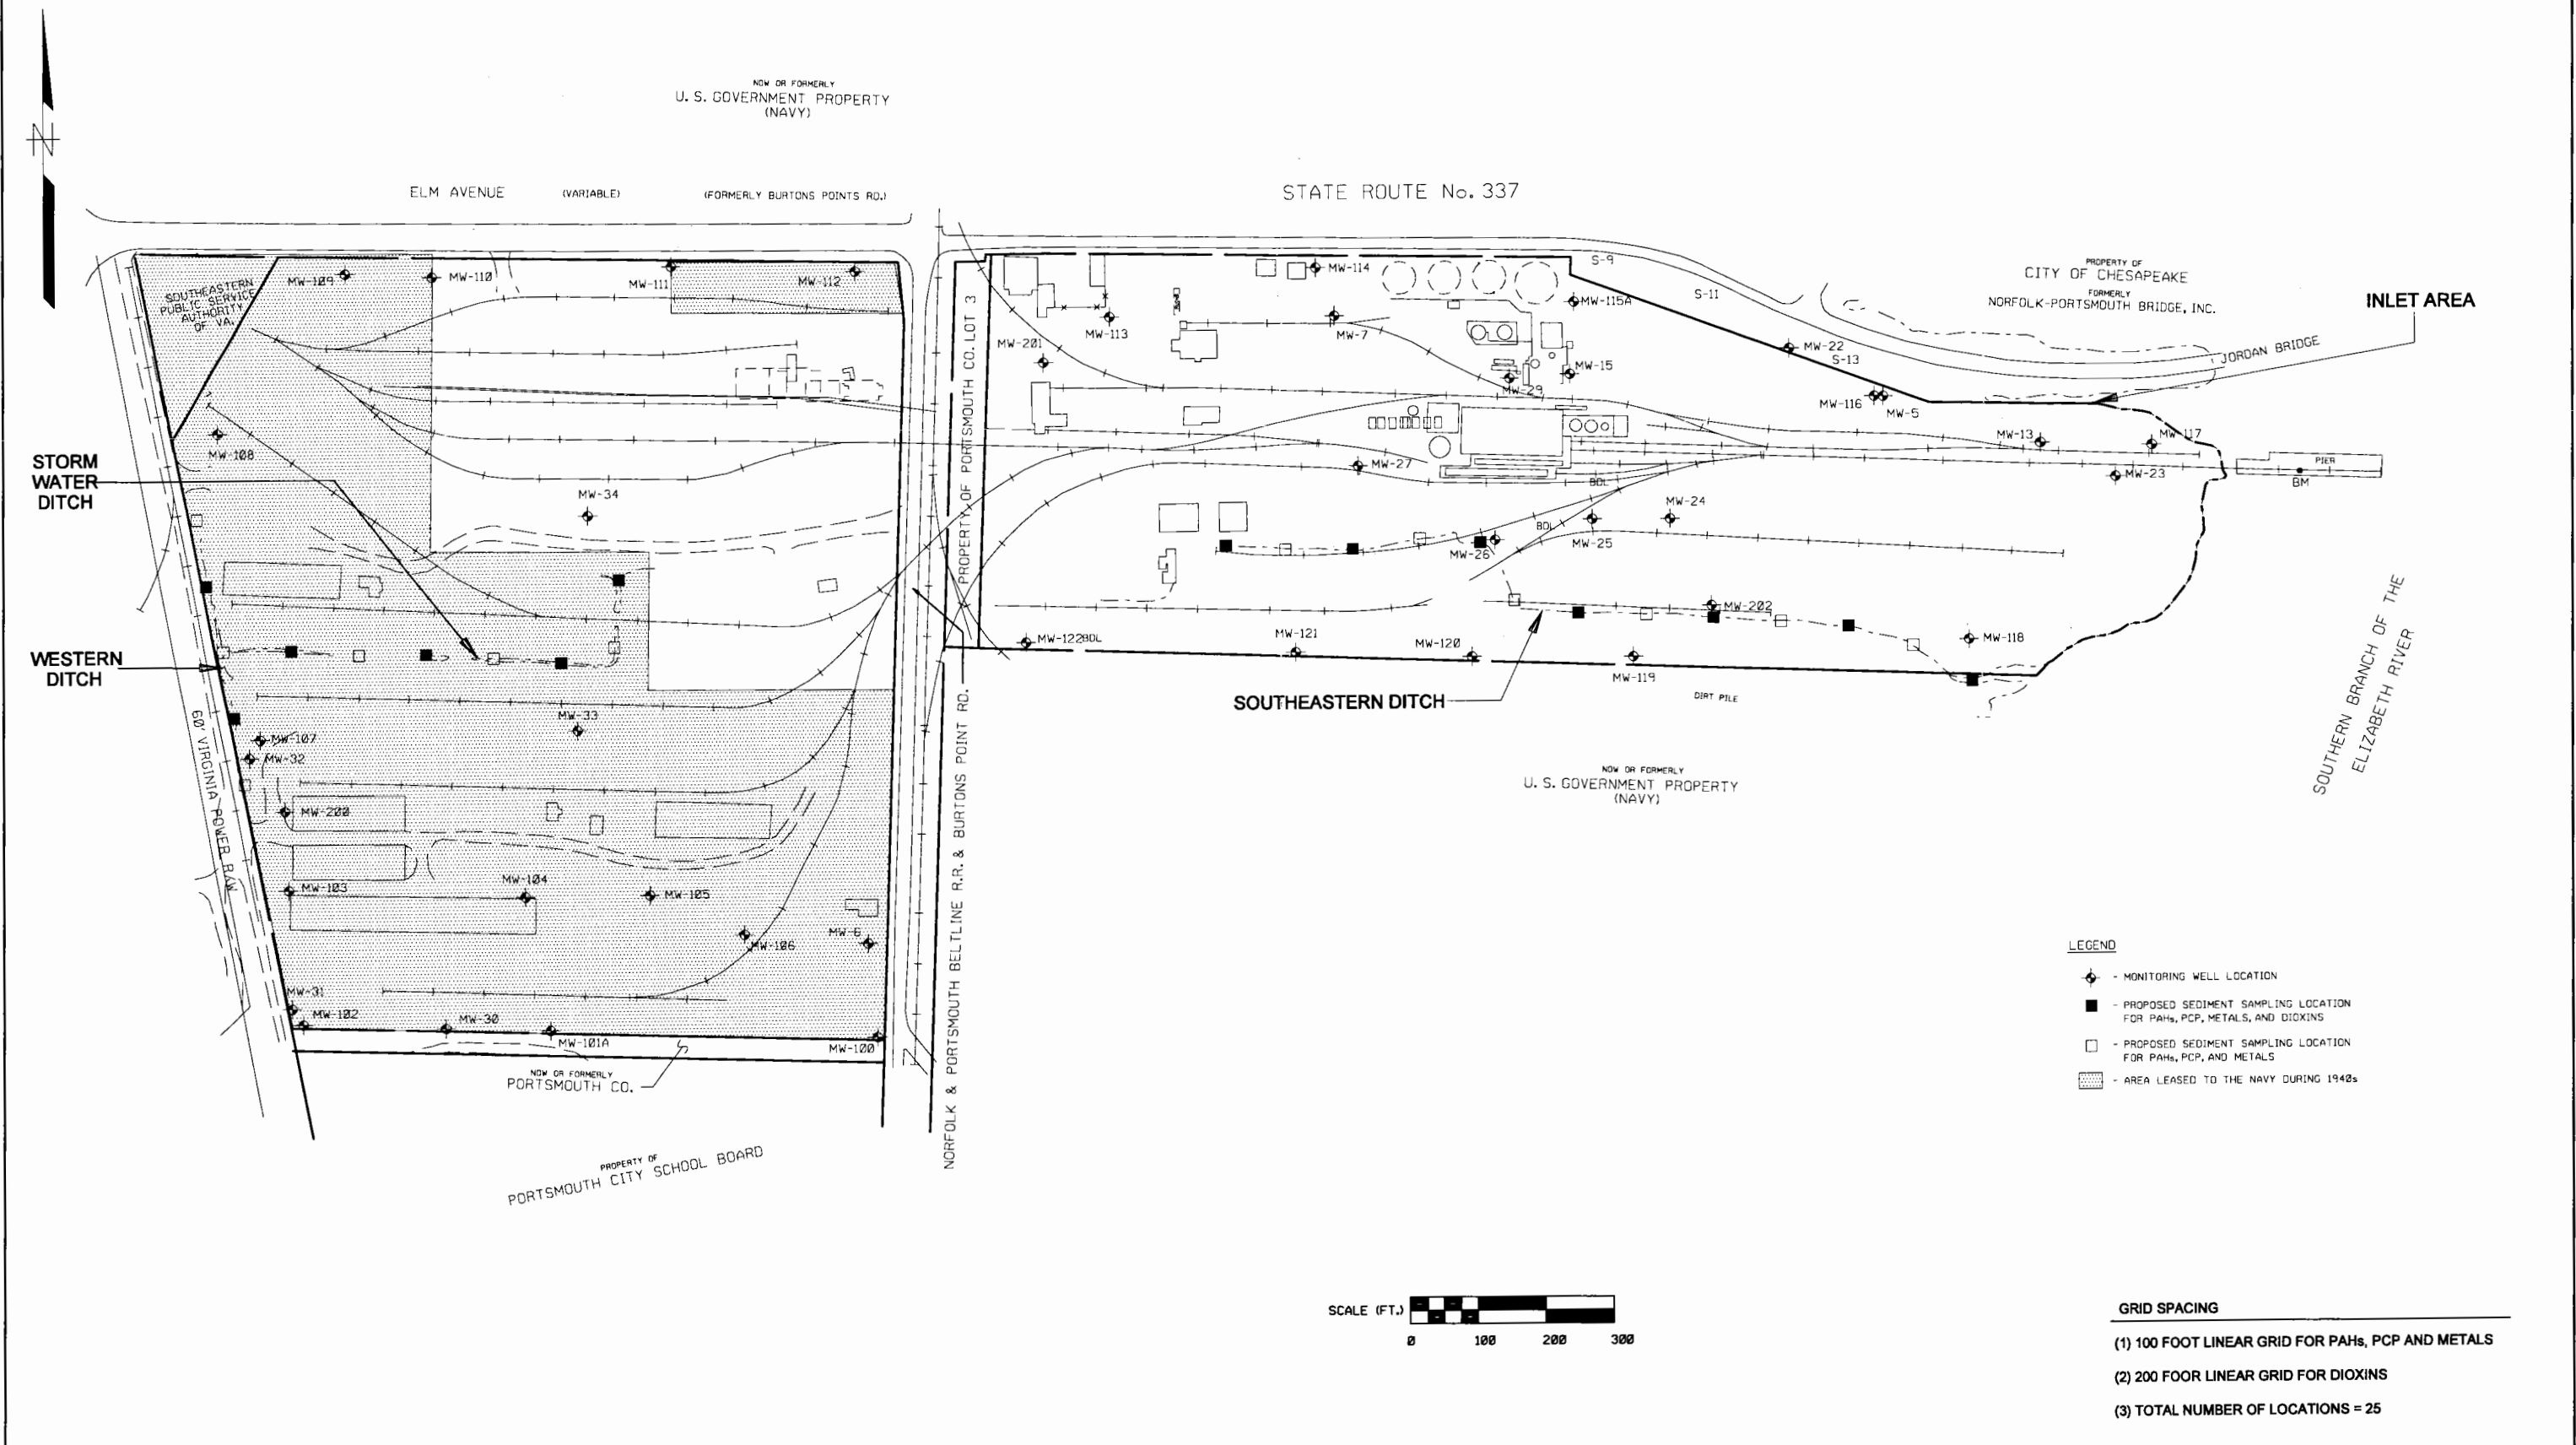 NOW OR FORMERLY
U. S. GOVERNMENT PROPERTY
(NAVY)
N
ELM AVENUE (VARIABLE) (FORMERLY BURTONS POINTS RD.)
STATE ROUTE No. 337
S-9
S-11
S-13
PROPERTY OF
CITY OF CHESAPEAKE
FORMERLY
NORFOLK-PORTSMOUTH BRIDGE, INC.
INLET AREA
JORDAN BRIDGE
SOUTHEASTERN
PUBLIC SERVICE
AUTHORITY
OF VA.
MW-109
MW-110
MW-111
MW-112
MW-201
MW-113
MW-114
MW-7
MW-115A
MW-15
MW-29
MW-22
MW-116
MW-5
MW-13
MW-117
MW-23
PIER
BM
MW-108
STORM
WATER
DITCH
MW-34
PROPERTY OF PORTSMOUTH CO. LOT 3
MW-27
BDL
MW-24
BDL
MW-25
MW-26
MW-202
MW-122
BDL
MW-121
MW-120
MW-119
MW-118
WESTERN
DITCH
SOUTHEASTERN DITCH
DIRT PILE
SOUTHERN BRANCH OF THE
ELIZABETH RIVER
MW-33
MW-107
MW-32
MW-200
60' VIRGINIA POWER R/W
NOW OR FORMERLY
U. S. GOVERNMENT PROPERTY
(NAVY)
MW-103
MW-104
MW-105
MW-106
MW-6
MW-31
MW-102
MW-30
MW-101A
MW-100
NORFOLK & PORTSMOUTH BELTLINE R.R. & BURTONS POINT RD.
NOW OR FORMERLY
PORTSMOUTH CO.
PROPERTY OF
PORTSMOUTH CITY SCHOOL BOARD
LEGEND
- MONITORING WELL LOCATION
- PROPOSED SEDIMENT SAMPLING LOCATION
FOR PAHs, PCP, METALS, AND DIOXINS
- PROPOSED SEDIMENT SAMPLING LOCATION
FOR PAHs, PCP, AND METALS
- AREA LEASED TO THE NAVY DURING 1940s
SCALE (FT.)
0 100 200 300
GRID SPACING
(1) 100 FOOT LINEAR GRID FOR PAHs, PCP AND METALS
(2) 200 FOOR LINEAR GRID FOR DIOXINS
(3) TOTAL NUMBER OF LOCATIONS = 25